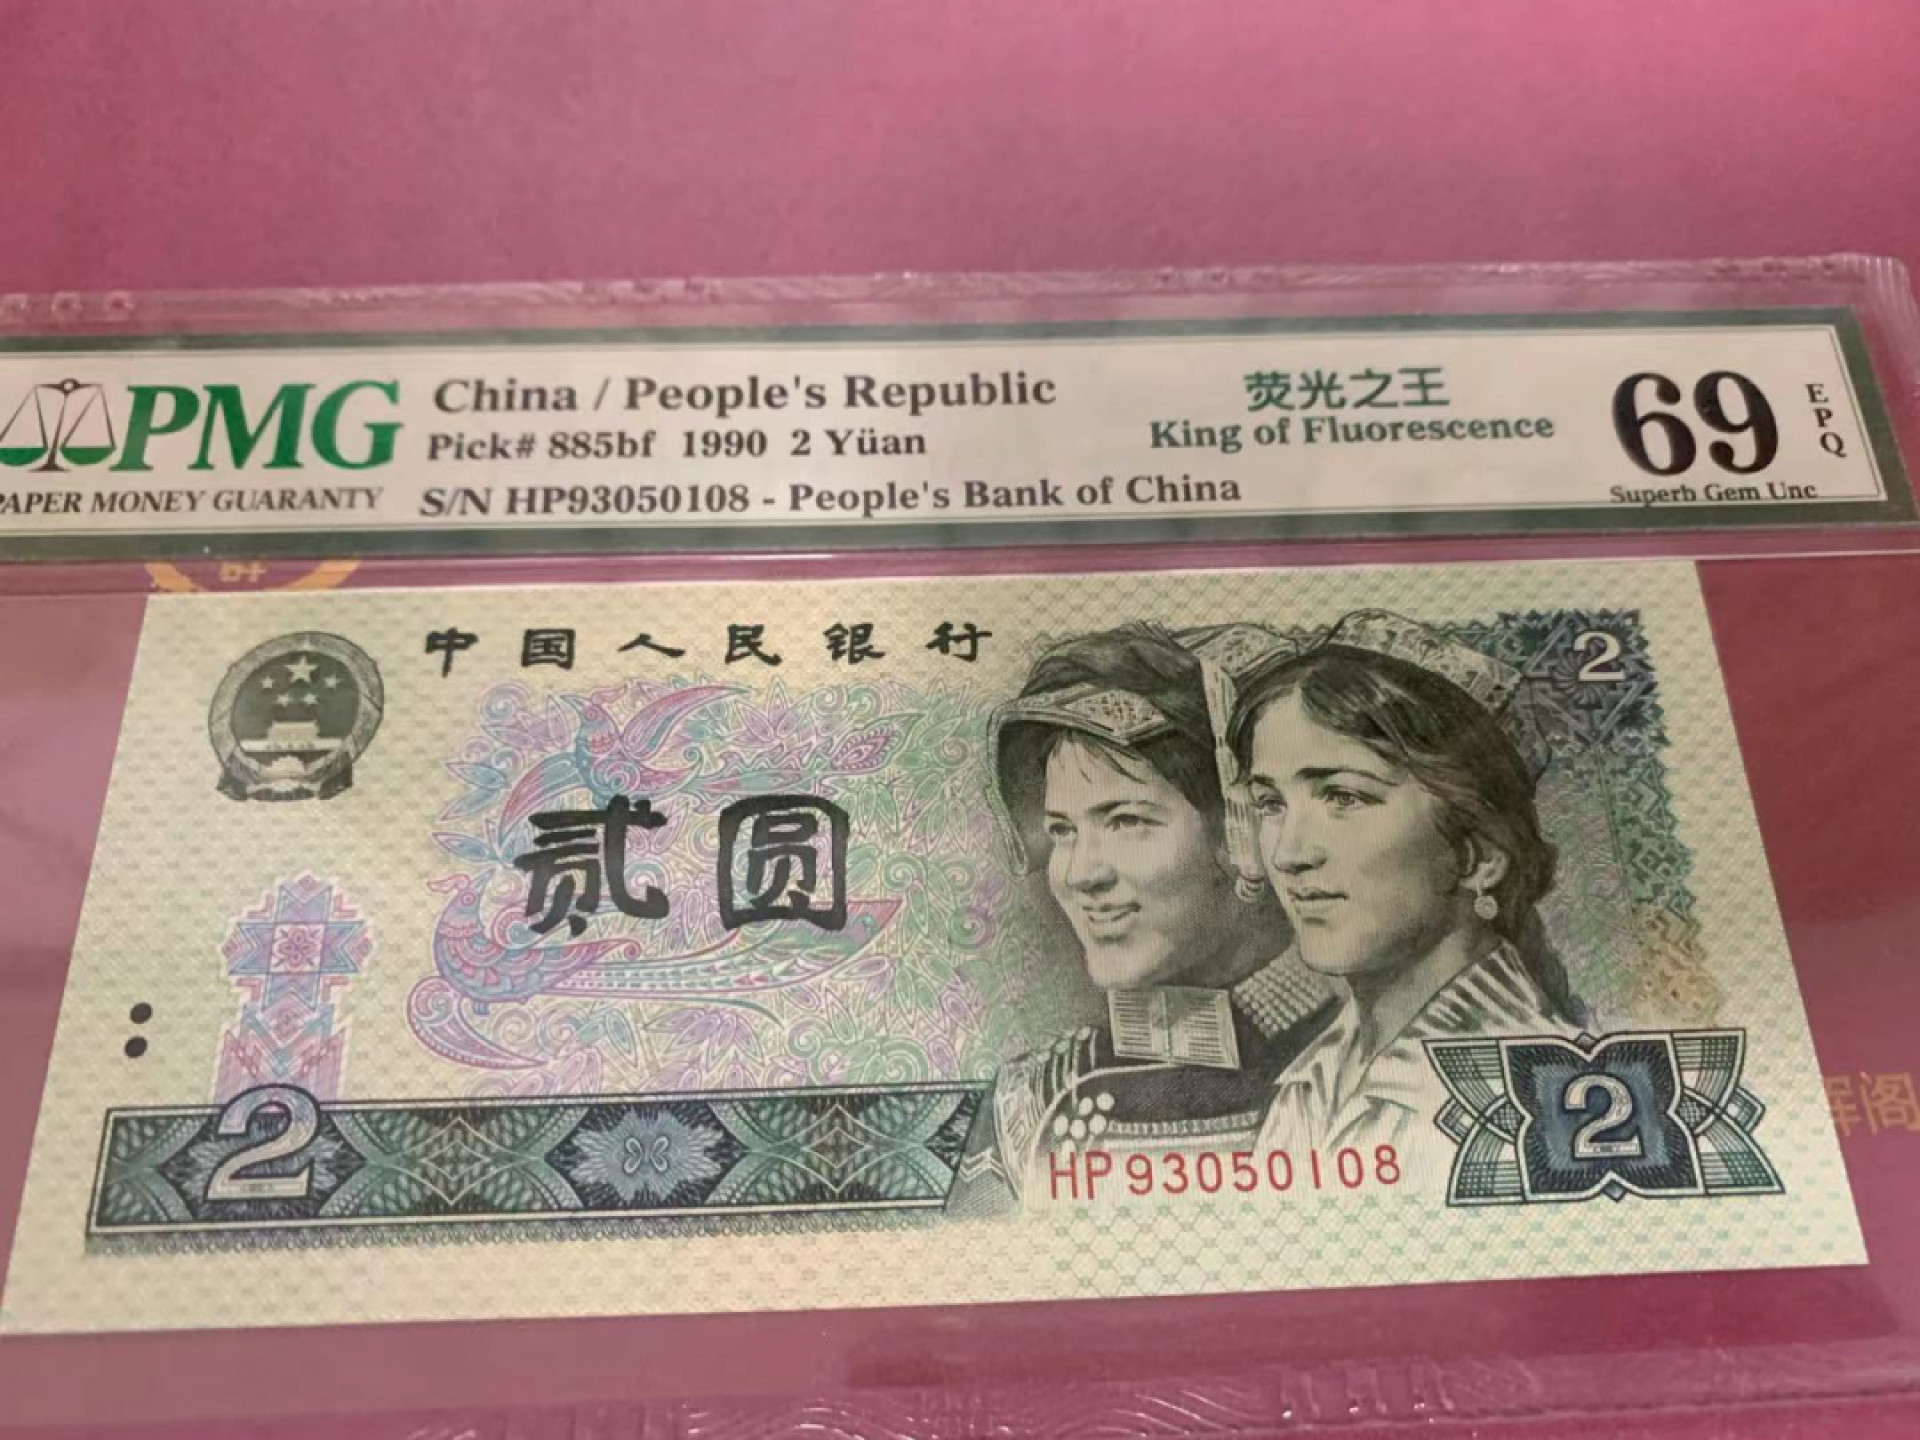 PMG
PAPER MONEY GUARANTY
China / People's Republic
Pick# 885bf 1990 2 Yüan
S/N HP93050108 - People's Bank of China
荧光之王
King of Fluorescence
69
EPQ
Superb Gem Unc
中国人民银行
2
贰圆
2
2
HP93050108
阁